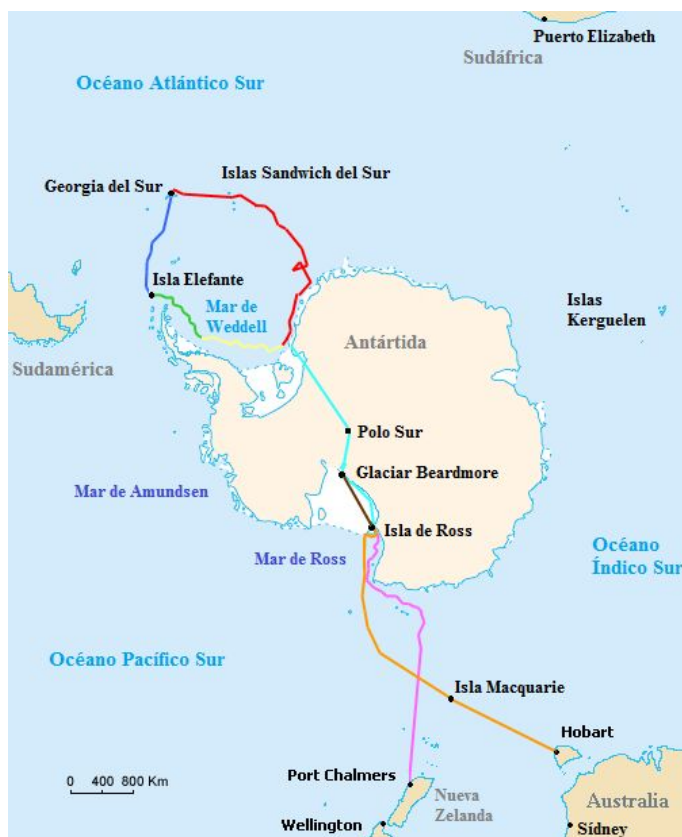 Puerto Elizabeth
Sudáfrica
Océano Atlántico Sur
Islas Sandwich del Sur
Georgia del Sur
Isla Elefante
Mar de
Weddell
Islas
Kerguelen
Antártida
Sudamérica
Polo Sur
Glaciar Beardmore
Mar de Amundsen
Isla de Ross
Mar de Ross
Océano
Índico Sur
Océano Pacífico Sur
Isla Macquarie
Hobart
Port Chalmers
0 400 800 Km
Nueva
Zelanda
Australia
Wellington
Sídney